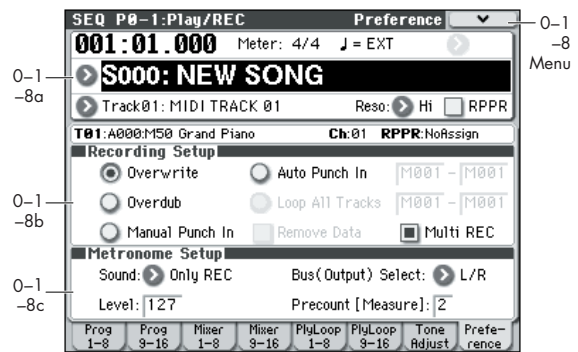 SEQ P0-1:Play/REC Preference
001:01.000 Meter: 4/4 ♩= EXT
S000: NEW SONG
Track01: MIDI TRACK 01 Reso: Hi RPPR
T01:A000:M50 Grand Piano Ch:01 RPPR:NoAssign
Recording Setup
Overwrite Auto Punch In M001 - M001
Overdub Loop All Tracks M001 - M001
Manual Punch In Remove Data Multi REC
Metronome Setup
Sound: Only REC Bus(Output) Select: L/R
Level: 127 Precount [Measure]: 2
Prog 1-8 Prog 9-16 Mixer 1-8 Mixer 9-16 PlyLoop 1-8 PlyLoop 9-16 Tone Adjust Prefe-rence
0–1
–8
Menu
0–1
–8a
0–1
–8b
0–1
–8c